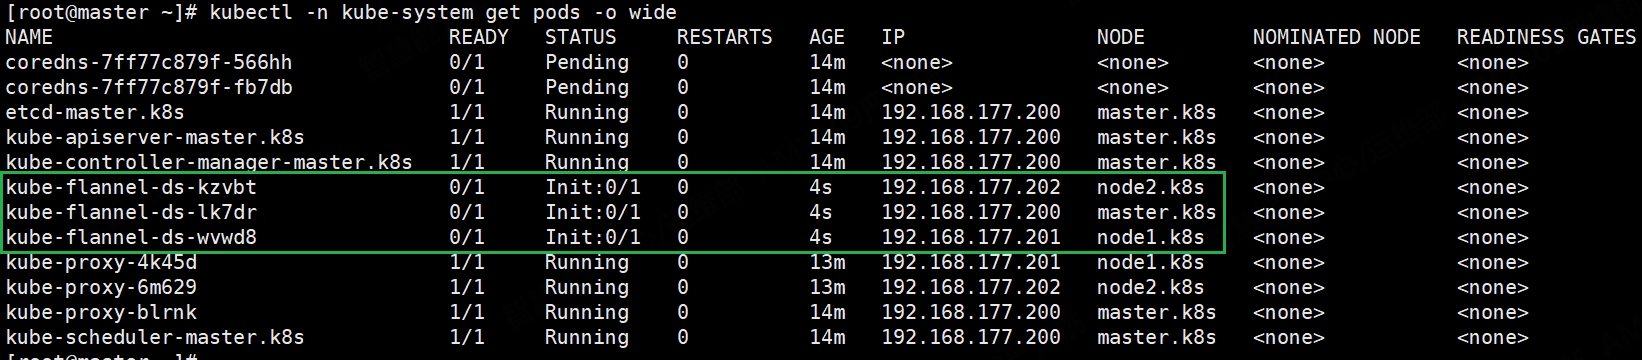 [root@master ~]# kubectl -n kube-system get pods -o wide
NAME READY STATUS RESTARTS AGE IP NODE NOMINATED NODE READINESS GATES
coredns-7ff77c879f-566hh 0/1 Pending 0 14m <none> <none> <none> <none>
coredns-7ff77c879f-fb7db 0/1 Pending 0 14m <none> <none> <none> <none>
etcd-master.k8s 1/1 Running 0 14m 192.168.177.200 master.k8s <none> <none>
kube-apiserver-master.k8s 1/1 Running 0 14m 192.168.177.200 master.k8s <none> <none>
kube-controller-manager-master.k8s 1/1 Running 0 14m 192.168.177.200 master.k8s <none> <none>
kube-flannel-ds-kzvbt 0/1 Init:0/1 0 4s 192.168.177.202 node2.k8s <none> <none>
kube-flannel-ds-lk7dr 0/1 Init:0/1 0 4s 192.168.177.200 master.k8s <none> <none>
kube-flannel-ds-wvwd8 0/1 Init:0/1 0 4s 192.168.177.201 node1.k8s <none> <none>
kube-proxy-4k45d 1/1 Running 0 13m 192.168.177.201 node1.k8s <none> <none>
kube-proxy-6m629 1/1 Running 0 13m 192.168.177.202 node2.k8s <none> <none>
kube-proxy-blrnk 1/1 Running 0 14m 192.168.177.200 master.k8s <none> <none>
kube-scheduler-master.k8s 1/1 Running 0 14m 192.168.177.200 master.k8s <none> <none>
[root@master ~]#